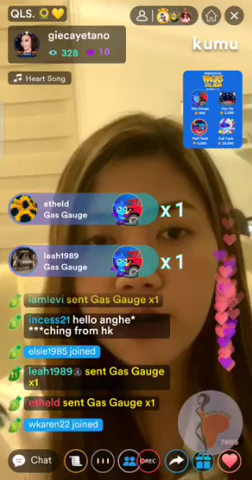 QLS. 🌻💛
giecayetano
328 10
kumu
♫ Heart Song
etheld
Gas Gauge
x 1
leah1989
Gas Gauge
x 1
iamlevi sent Gas Gauge x1
incess21 hello anghe*
***ching from hk
elsie1985 joined
leah1989 sent Gas Gauge
x1
etheld sent Gas Gauge x1
wkaren22 joined
7695
Chat
REC